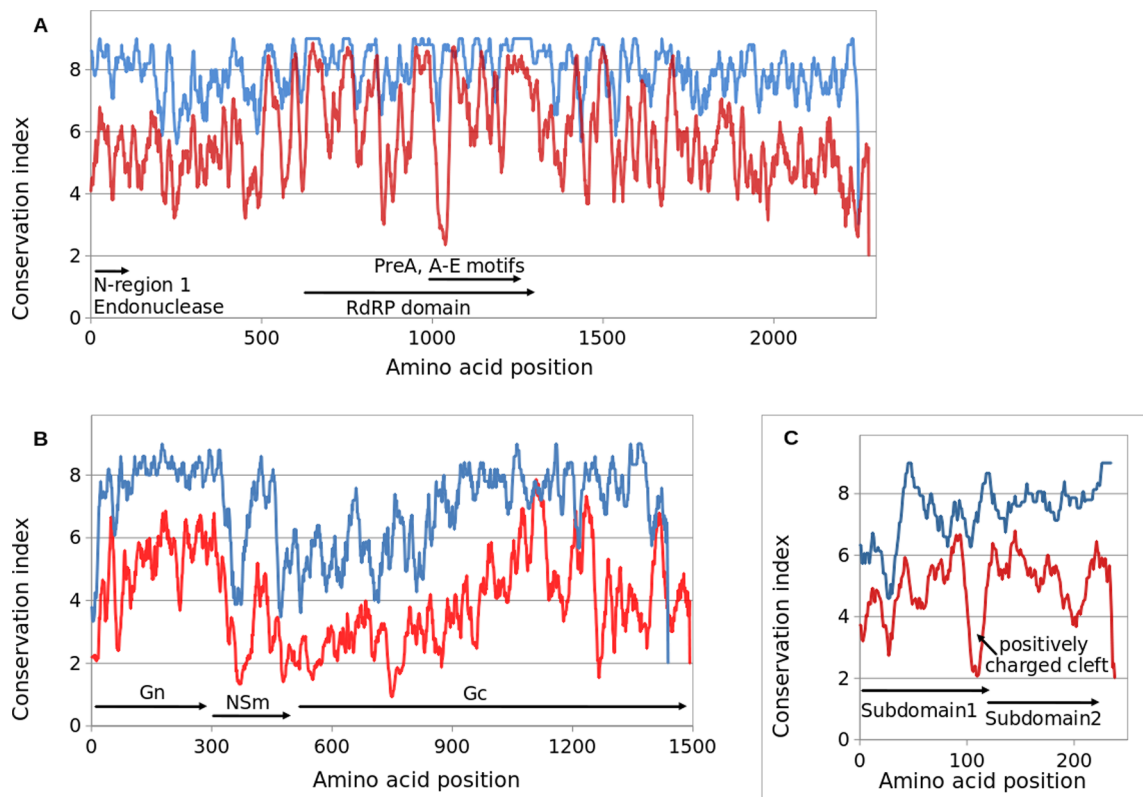 A
Conservation index
8
6
4
2
0
PreA, A-E motifs
N-region 1
Endonuclease
RdRP domain
0 500 1000 1500 2000
Amino acid position
B
Conservation index
8
6
4
2
0
Gn
NSm
Gc
0 300 600 900 1200 1500
Amino acid position
C
Conservation index
8
6
4
2
0
positively
charged cleft
Subdomain1
Subdomain2
0 100 200
Amino acid position